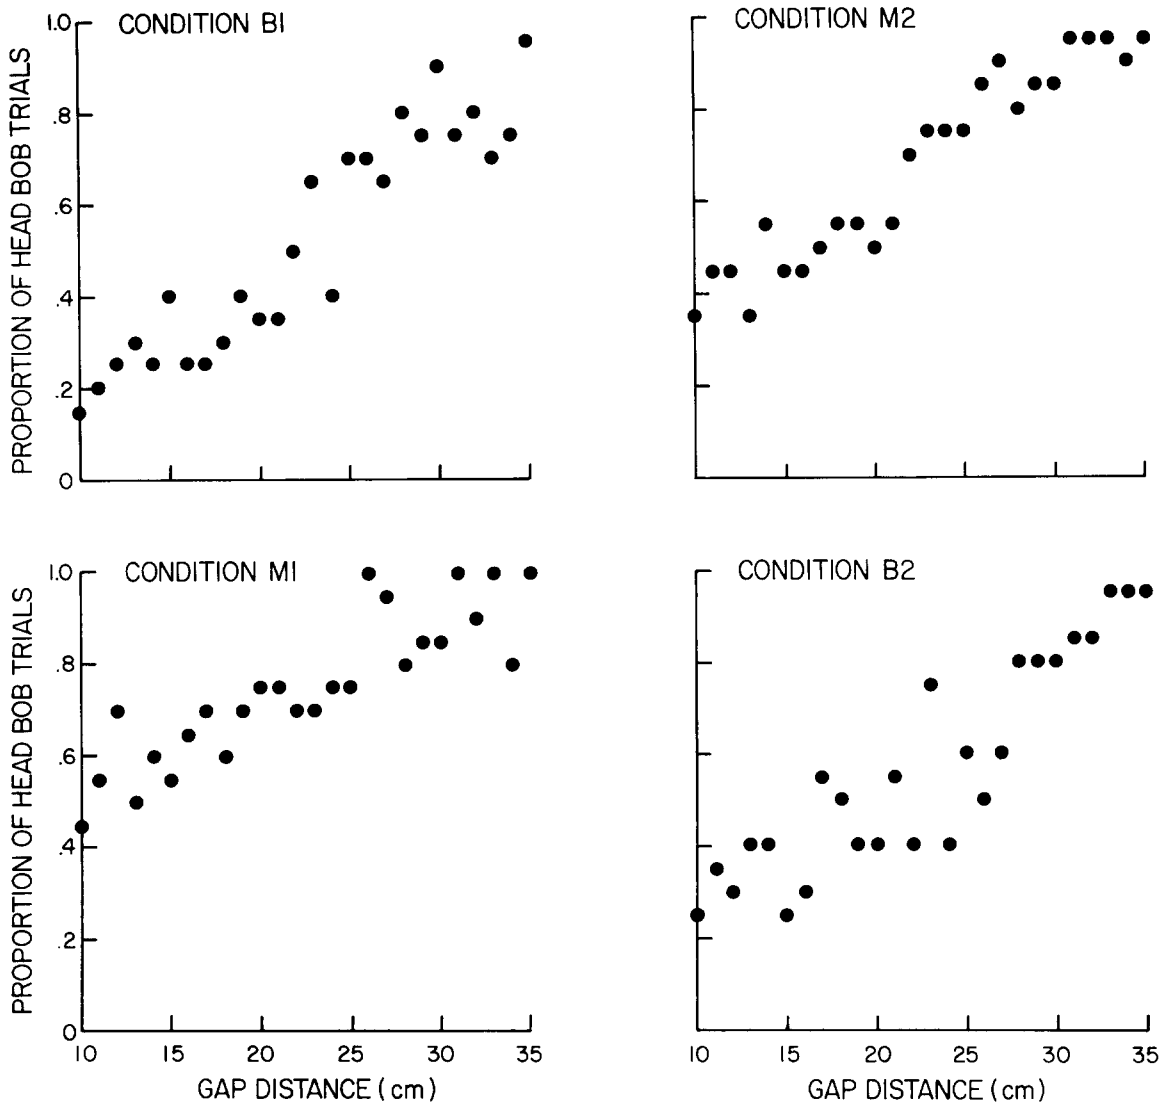 CONDITION B1
PROPORTION OF HEAD BOB TRIALS
1.0
.8
.6
.4
.2
0
CONDITION M2
CONDITION M1
PROPORTION OF HEAD BOB TRIALS
1.0
.8
.6
.4
.2
0
10 15 20 25 30 35
GAP DISTANCE (cm)
CONDITION B2
10 15 20 25 30 35
GAP DISTANCE (cm)